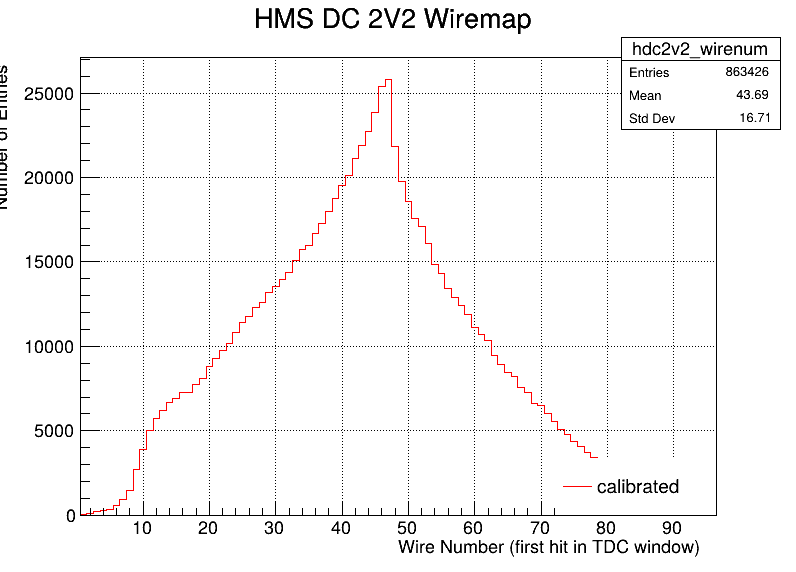 HMS DC 2V2 Wiremap
hdc2v2_wirenum
Entries 863426
Mean 43.69
Std Dev 16.71
Number of Entries
25000
20000
15000
10000
5000
0
calibrated
10 20 30 40 50 60 70 80 90
Wire Number (first hit in TDC window)